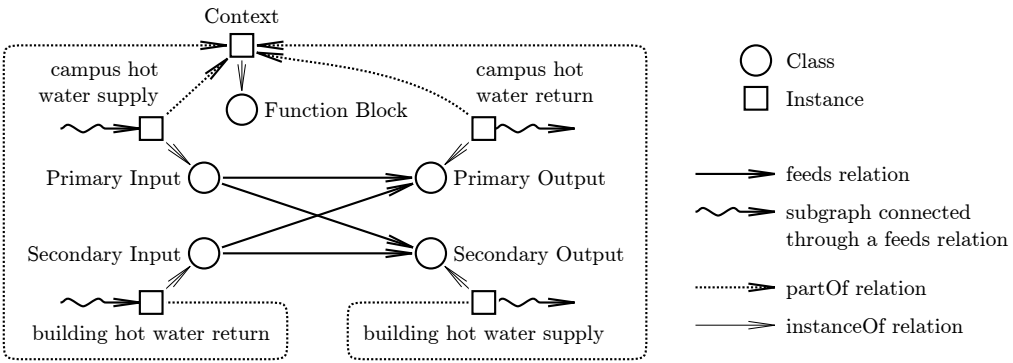 Context
campus hot
water supply
campus hot
water return
Function Block
Primary Input
Primary Output
Secondary Input
Secondary Output
building hot water return
building hot water supply
Class
Instance
feeds relation
subgraph connected
through a feeds relation
partOf relation
instanceOf relation